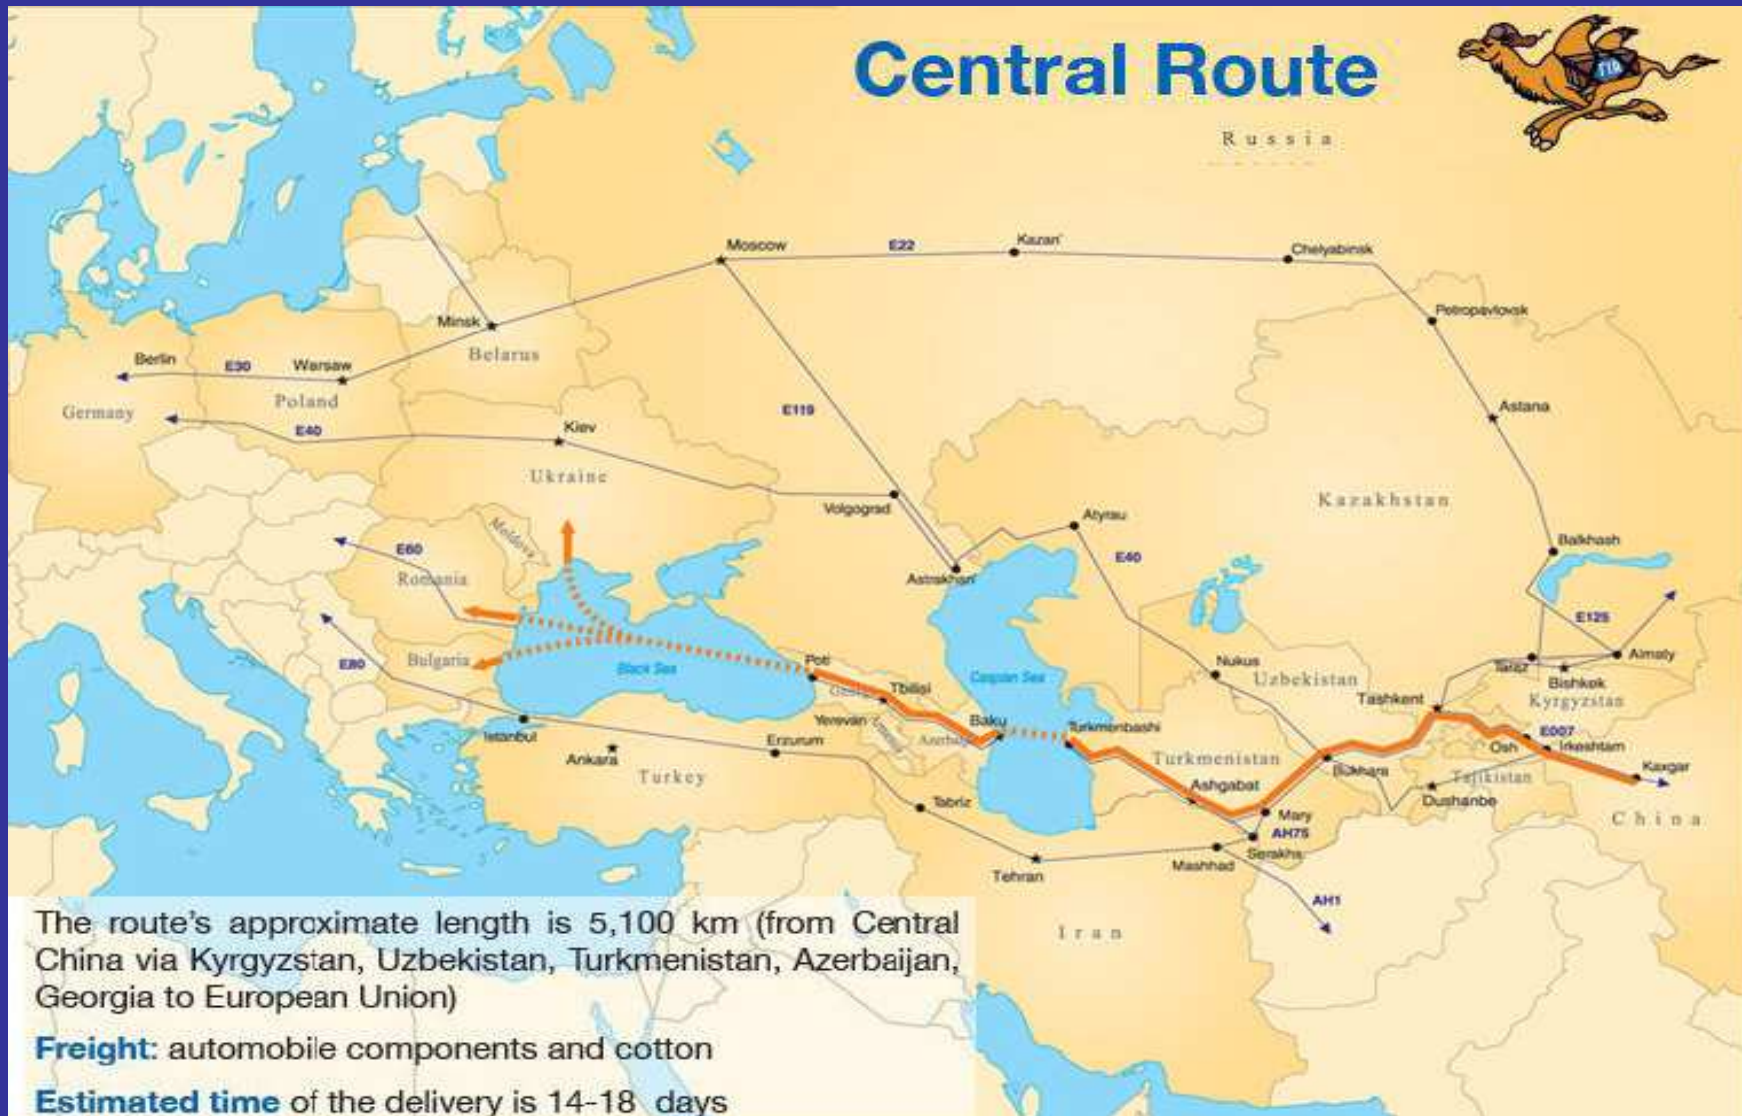 Central Route
Russia
Moscow
E22
Kazan'
Chelyabinsk
Minsk
Petropavlovsk
Belarus
Berlin
E30
Warsaw
Poland
Germany
E119
Astana
E40
Kiev
Ukraine
Kazakhstan
Volgograd
Atyrau
Moldova
E60
Romania
Astrakhan'
E40
Balkhash
E125
E80
Bulgaria
Black Sea
Poti
Caspian Sea
Nukus
Uzbekistan
Taraz
Almaty
Bishkek
Kyrgyzstan
Tbilisi
Tashkent
Yerevan
Baku
Turkmenbashi
E007
Istanbul
Ankara
Erzurum
Turkey
Turkmenistan
Osh
Irkeshtam
Bukhara
Tajikistan
Kaxgar
Ashgabat
Dushanbe
Tabriz
Mary
AH75
China
Serakhs
Mashhad
Tehran
AH1
Iran
The route's approximate length is 5,100 km (from Central
China via Kyrgyzstan, Uzbekistan, Turkmenistan, Azerbaijan,
Georgia to European Union)
Freight: automobile components and cotton
Estimated time of the delivery is 14-18 days